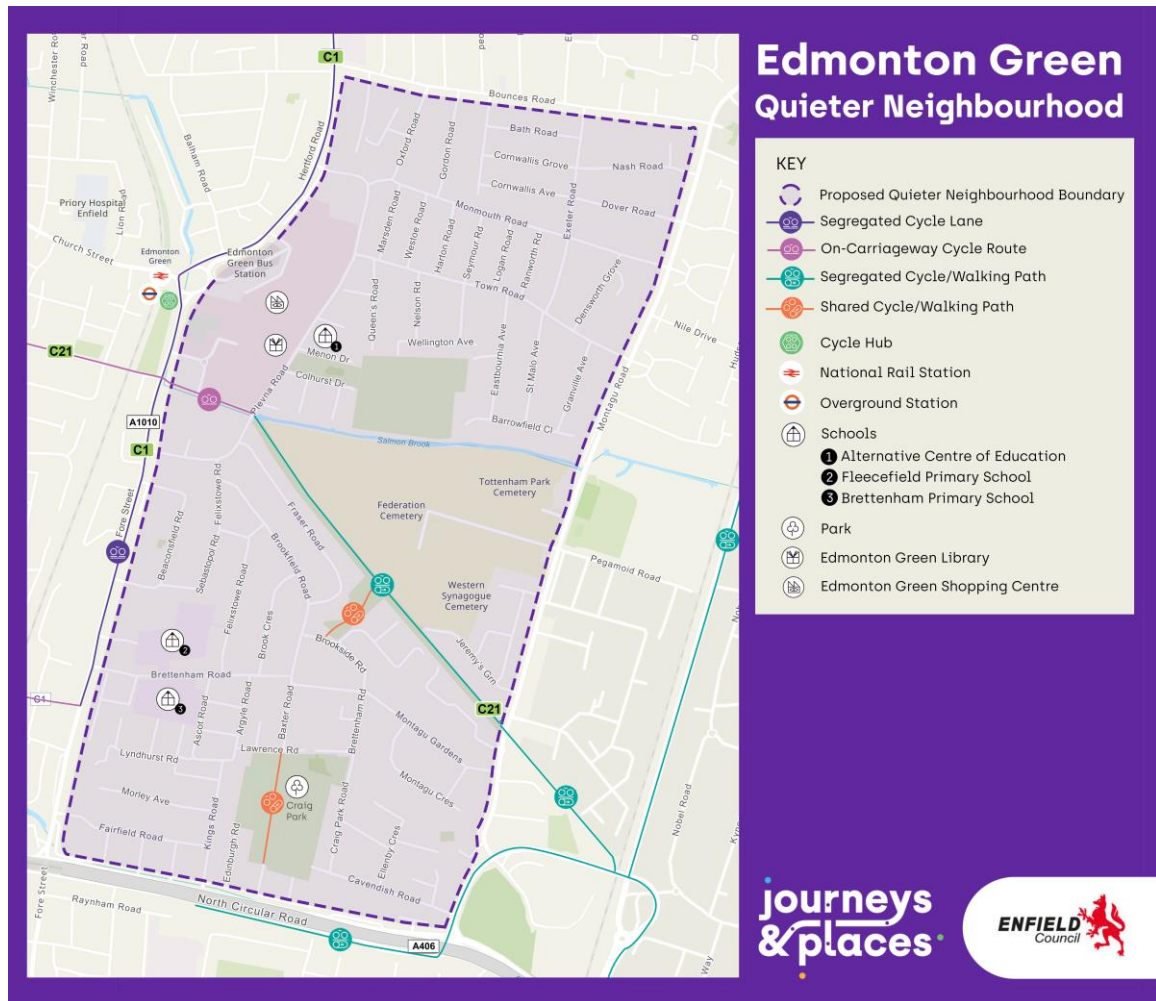 Edmonton Green
Quieter Neighbourhood
KEY
Proposed Quieter Neighbourhood Boundary
Segregated Cycle Lane
On-Carriageway Cycle Route
Segregated Cycle/Walking Path
Shared Cycle/Walking Path
Cycle Hub
National Rail Station
Overground Station
Schools
1 Alternative Centre of Education
2 Fleecefield Primary School
3 Brettenham Primary School
Park
Edmonton Green Library
Edmonton Green Shopping Centre
C1
Bounces Road
Winchester Ro
Balham Road
Hertford Road
Oxford Road
Gordon Road
Bath Road
Cornwallis Grove
Nash Road
Cornwallis Ave
Priory Hospital
Enfield
Lion Road
Church Street
Marsden Road
Westoe Road
Monmouth Road
Exeter Road
Dover Road
Edmonton
Green
Edmonton
Green Bus
Station
Harton Road
Seymour Rd
Logan Road
Ranworth Rd
Town Road
Densworth Grove
Queen's Road
Nelson Rd
Nile Drive
1
Menon Dr
Wellington Ave
C21
Colhurst Dr
Plevna Road
Eastbournia Ave
St Malo Ave
Granville Ave
Montagu Road
A1010
Barrowfield Cl
C1
Salmon Brook
Fore Street
Felixstowe Rd
Tottenham Park
Cemetery
Beaconsfield Rd
Sebastopol Rd
Fraser Road
Federation
Cemetery
Brookfield Road
Pegamoid Road
Felixstowe Road
Brook Cres
Western
Synagogue
Cemetery
2
Brookside Rd
Jeremy's Grn
Brettenham Road
C1
3
Ascot Road
Argyle Road
Baxter Road
Brettenham Rd
C21
Montagu Gardens
Lyndhurst Rd
Lawrence Rd
Montagu Cres
Morley Ave
Craig
Park
Nobel Road
Fairfield Road
Kings Road
Edinburgh Rd
Craig Park Road
Ellenby Cres
Cavendish Road
Fore Street
Raynham Road
North Circular Road
A406
Way
journeys
& places
ENFIELD
Council